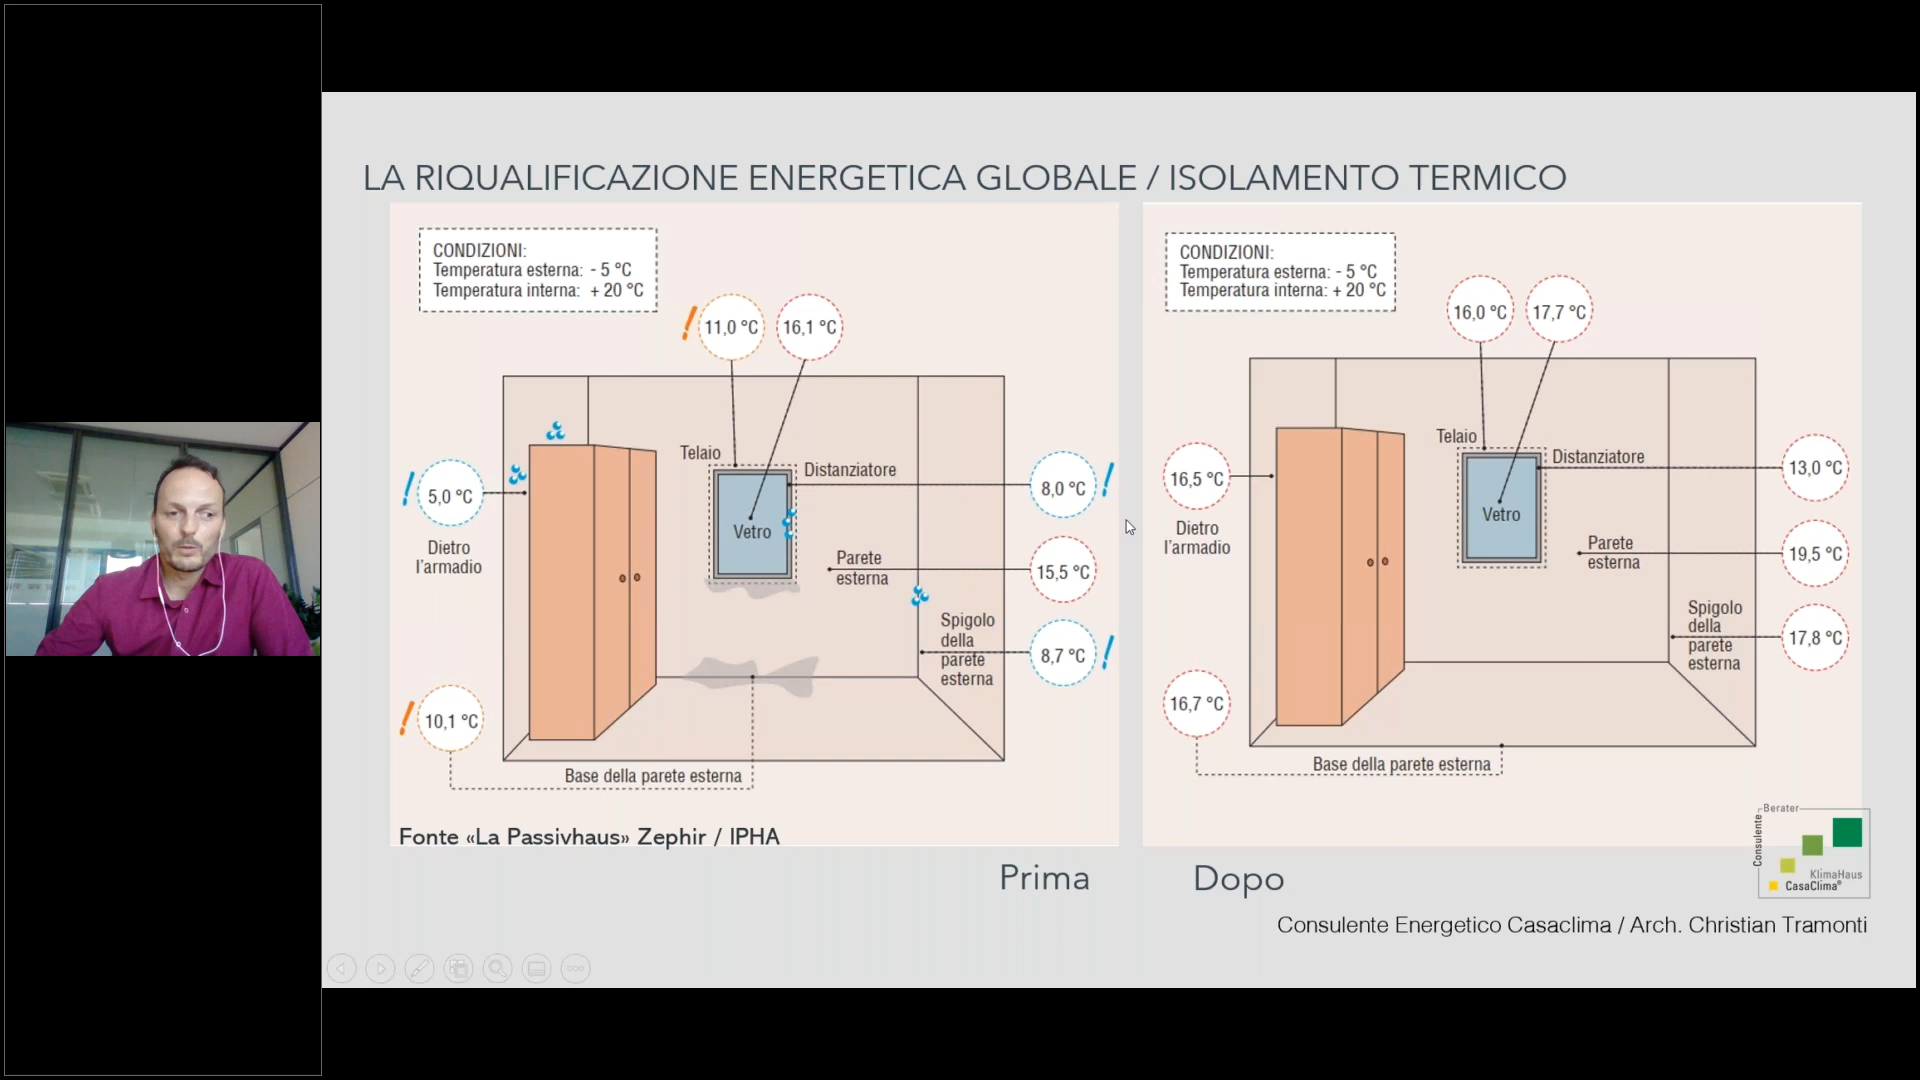 LA RIQUALIFICAZIONE ENERGETICA GLOBALE / ISOLAMENTO TERMICO
CONDIZIONI:
Temperatura esterna: - 5 °C
Temperatura interna: + 20 °C
11,0 °C
16,1 °C
Telaio
Distanziatore
8,0 °C
5,0 °C
Dietro
l'armadio
Vetro
Parete
esterna
15,5 °C
Spigolo
della
parete
esterna
8,7 °C
10,1 °C
Base della parete esterna
Fonte «La Passivhaus» Zephir / IPHA
Prima
CONDIZIONI:
Temperatura esterna: - 5 °C
Temperatura interna: + 20 °C
16,0 °C
17,7 °C
Telaio
Distanziatore
13,0 °C
16,5 °C
Dietro
l'armadio
Vetro
Parete
esterna
19,5 °C
Spigolo
della
parete
esterna
17,8 °C
16,7 °C
Base della parete esterna
Dopo
Berater
Consulente
KlimaHaus
CasaClima®
Consulente Energetico Casaclima / Arch. Christian Tramonti